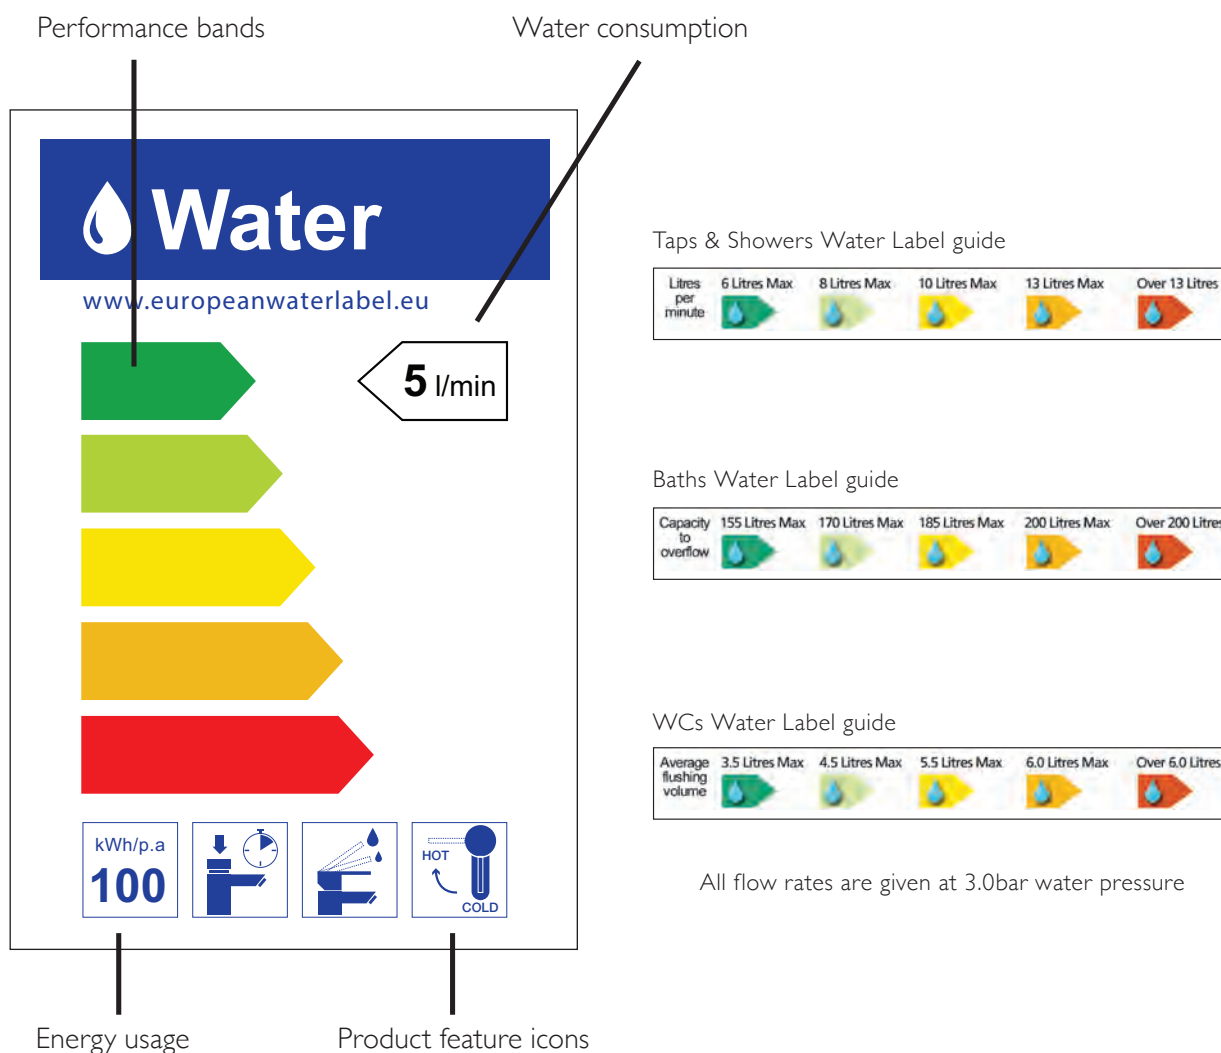 Performance bands
Water consumption
Water
www.europeanwaterlabel.eu
5 l/min
kWh/p.a
100
HOT
COLD
Energy usage
Product feature icons
Taps & Showers Water Label guide
Litres per minute
6 Litres Max 8 Litres Max 10 Litres Max 13 Litres Max Over 13 Litres
Baths Water Label guide
Capacity to overflow
155 Litres Max 170 Litres Max 185 Litres Max 200 Litres Max Over 200 Litres
WCs Water Label guide
Average flushing volume
3.5 Litres Max 4.5 Litres Max 5.5 Litres Max 6.0 Litres Max Over 6.0 Litres
All flow rates are given at 3.0bar water pressure